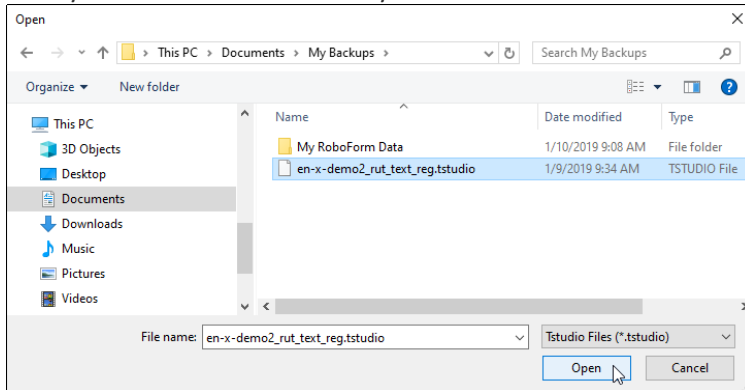 Open
This PC > Documents > My Backups >
Search My Backups
Organize
New folder
Name
Date modified
Type
This PC
3D Objects
Desktop
Documents
Downloads
Music
Pictures
Videos
My RoboForm Data
1/10/2019 9:08 AM
File folder
en-x-demo2_rut_text_reg.tstudio
1/9/2019 9:34 AM
TSTUDIO File
File name:
en-x-demo2_rut_text_reg.tstudio
Tstudio Files (*.tstudio)
Open
Cancel